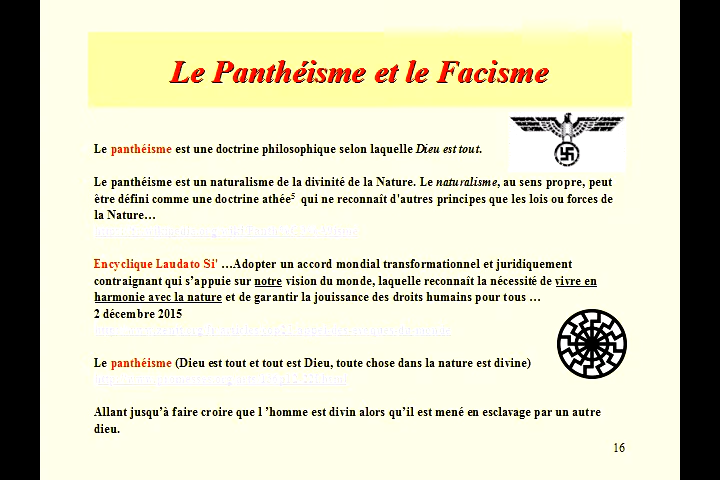 Le Panthéisme et le Facisme
Le panthéisme est une doctrine philosophique selon laquelle Dieu est tout.
Le panthéisme est un naturalisme de la divinité de la Nature. Le naturalisme, au sens propre, peut
être défini comme une doctrine athée⁵ qui ne reconnaît d'autres principes que les lois ou forces de
la Nature…
Encyclique Laudato Si' …Adopter un accord mondial transformationnel et juridiquement
contraignant qui s’appuie sur notre vision du monde, laquelle reconnaît la nécessité de vivre en
harmonie avec la nature et de garantir la jouissance des droits humains pour tous …
2 décembre 2015
Le panthéisme (Dieu est tout et tout est Dieu, toute chose dans la nature est divine)
Allant jusqu’à faire croire que l ’homme est divin alors qu’il est mené en esclavage par un autre
dieu.
16